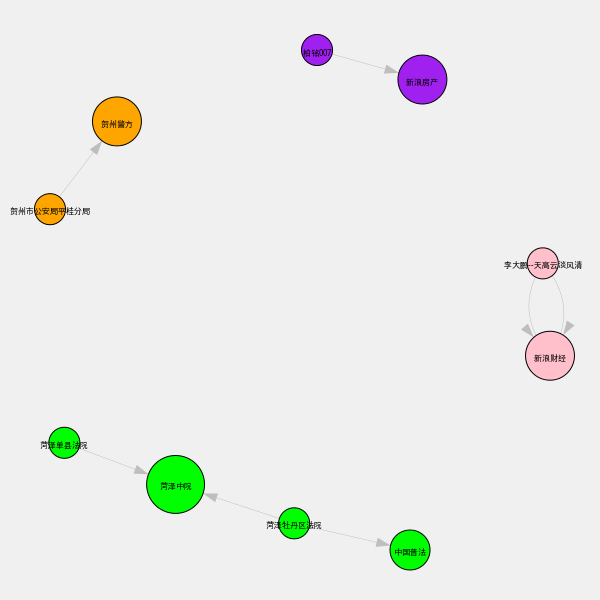 植铭007
新浪房产
贺州警方
贺州市公安局平桂分局
李大鹏--天高云淡风清
新浪财经
菏泽单县法院
菏泽中院
菏泽牡丹区法院
中国普法